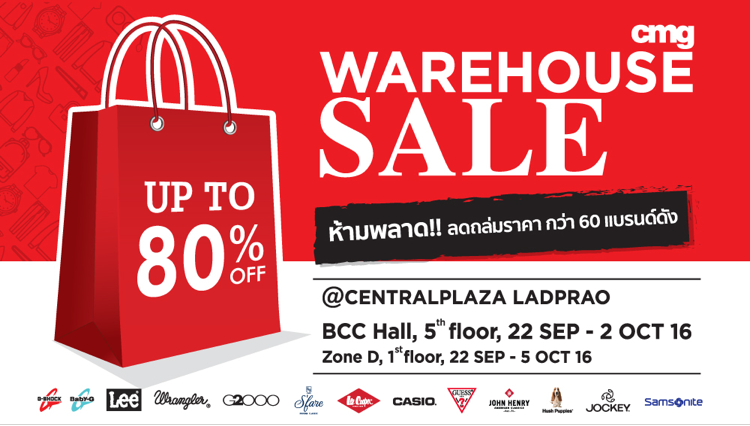 cmg
WAREHOUSE
SALE
UP TO
80%
OFF
ห้ามพลาด!! ลดถล่มราคา กว่า 60 แบรนด์ดัง
@CENTRALPLAZA LADPRAO
BCC Hall, 5th floor, 22 SEP - 2 OCT 16
Zone D, 1st floor, 22 SEP - 5 OCT 16
G-SHOCK Baby-G Lee Wrangler G2000 Sfare Lee Cooper CASIO. GUESS ? JOHN HENRY Hush Puppies JOCKEY Samsonite